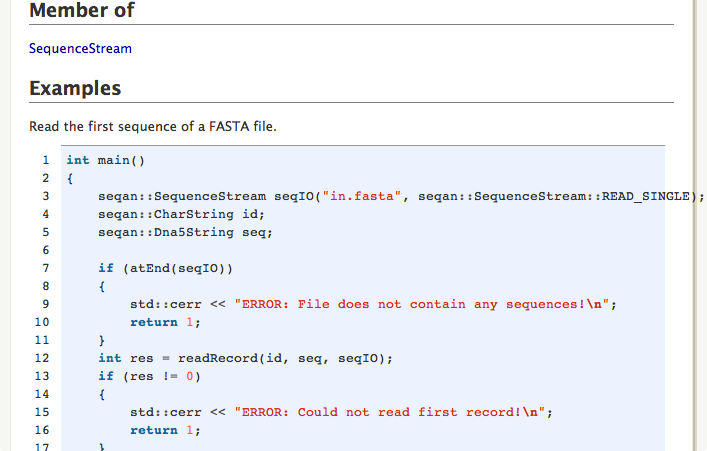 Member of
SequenceStream
Examples
Read the first sequence of a FASTA file.
1 int main()
2 {
3     seqan::SequenceStream seqIO("in.fasta", seqan::SequenceStream::READ_SINGLE);
4     seqan::CharString id;
5     seqan::Dna5String seq;
6
7     if (atEnd(seqIO))
8     {
9         std::cerr << "ERROR: File does not contain any sequences!\n";
10         return 1;
11     }
12     int res = readRecord(id, seq, seqIO);
13     if (res != 0)
14     {
15         std::cerr << "ERROR: Could not read first record!\n";
16         return 1;
17     }